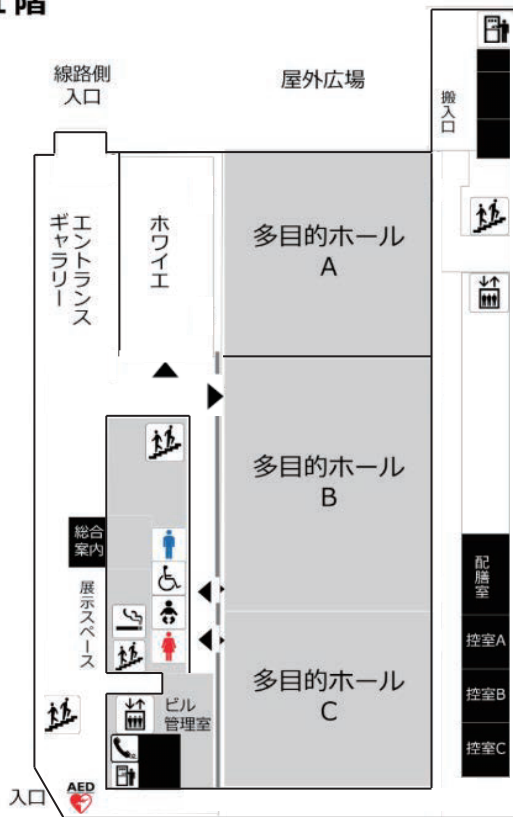 1 階
線路側
入口
屋外広場
搬入口
エントランス
ギャラリー
ホワイエ
多目的ホール
A
多目的ホール
B
総合
案内
展示スペース
配膳室
控室A
多目的ホール
C
控室B
ビル
管理室
控室C
入口
AED